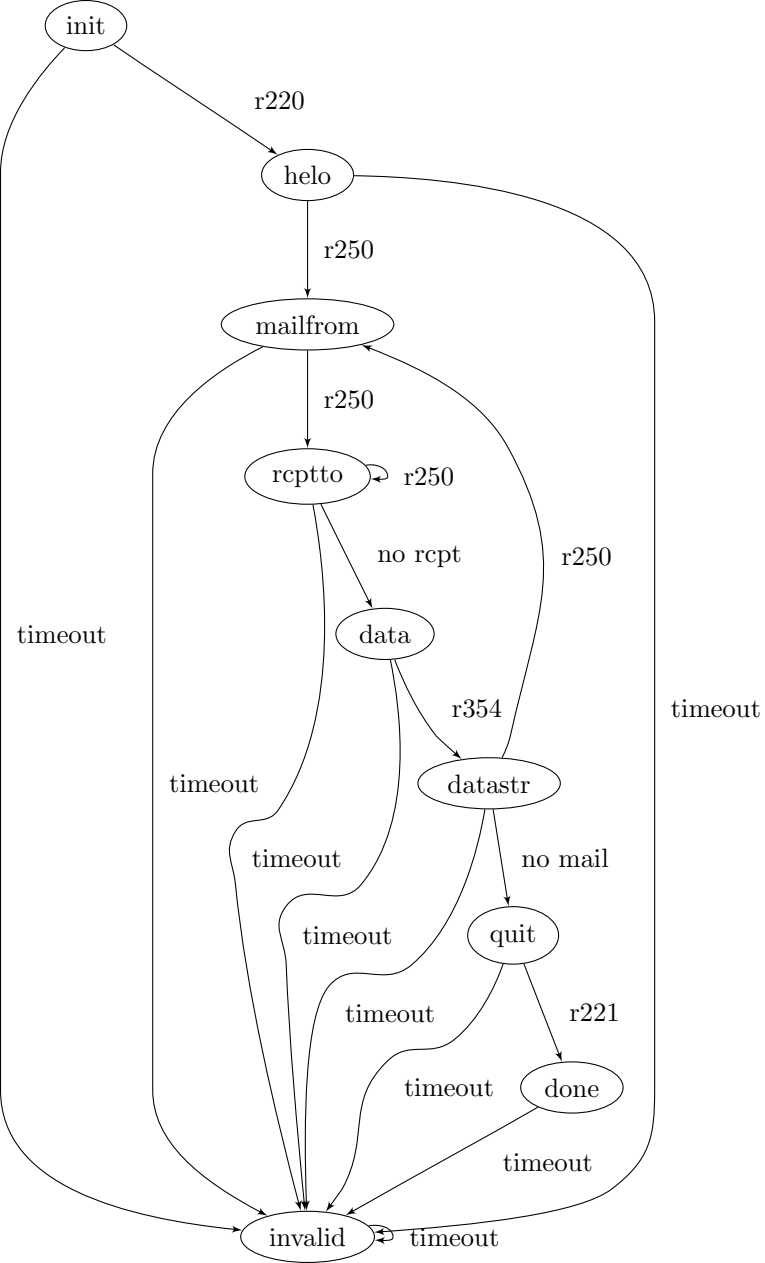 init
r220
helo
r250
mailfrom
r250
rcptto
r250
no rcpt
r250
data
timeout
r354
timeout
datastr
timeout
timeout
no mail
quit
timeout
timeout
r221
done
timeout
timeout
invalid
timeout